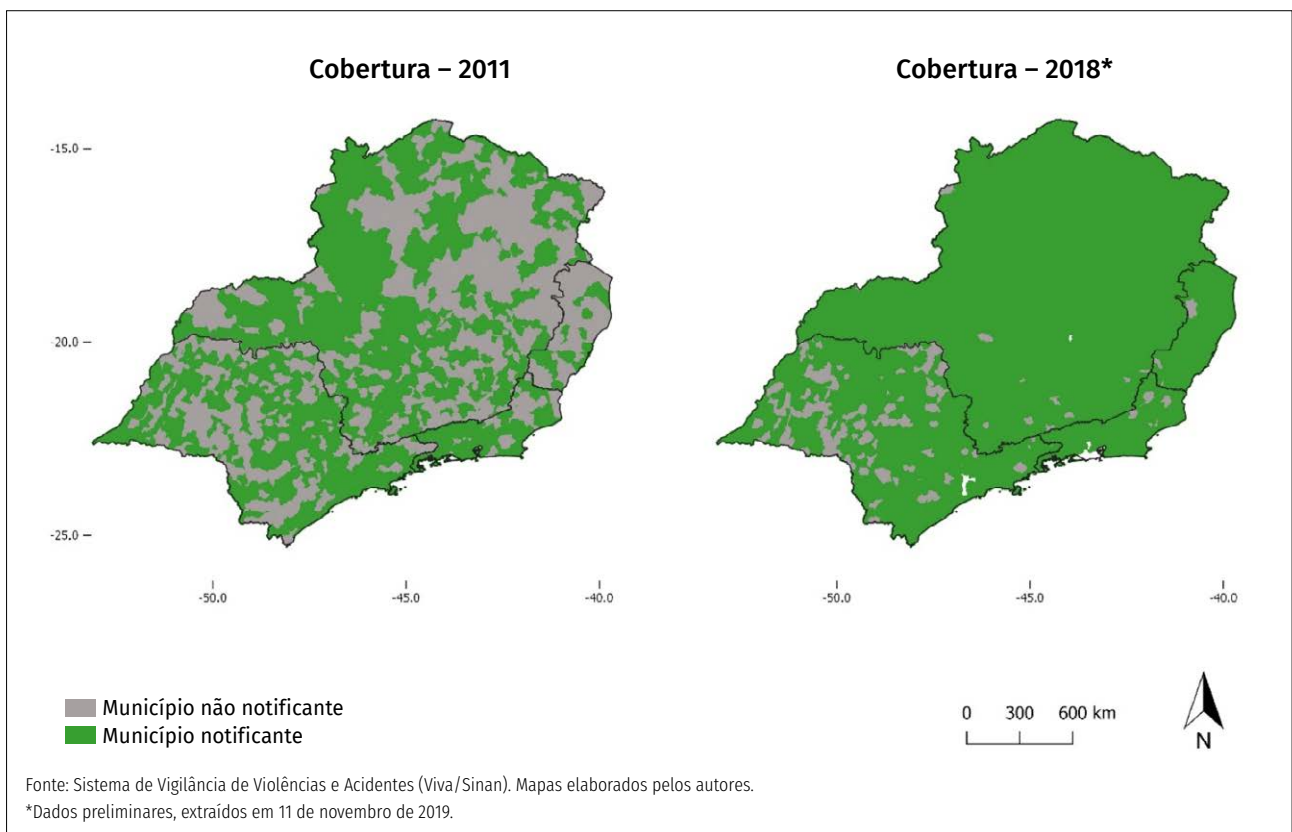 Cobertura – 2011
Cobertura – 2018*
-15.0
-20.0
-25.0
-50.0
-45.0
-40.0
-50.0
-45.0
-40.0
Município não notificante
Município notificante
0 300 600 km
N
Fonte: Sistema de Vigilância de Violências e Acidentes (Viva/Sinan). Mapas elaborados pelos autores.
*Dados preliminares, extraídos em 11 de novembro de 2019.